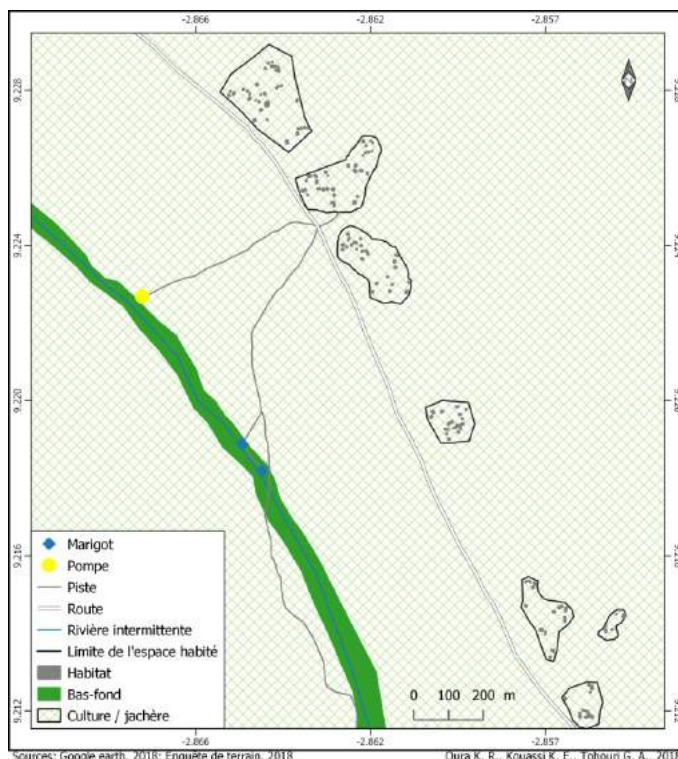 -2.866 -2.862 -2.857
9.228
9.224
9.220
9.216
9.212
Marigot
Pompe
Piste
Route
Rivière intermittente
Limite de l'espace habité
Habitat
Bas-fond
Culture / jachère
0 100 200 m
-2.866 -2.862 -2.857
Sources: Google earth, 2018; Enquête de terrain, 2018 Oura K. R., Kouassi K. E., Tohouri G. A., 2018